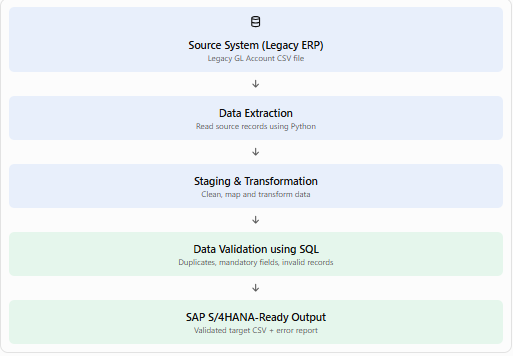 Source System (Legacy ERP)
Legacy GL Account CSV file
Data Extraction
Read source records using Python
Staging & Transformation
Clean, map and transform data
Data Validation using SQL
Duplicates, mandatory fields, invalid records
SAP S/4HANA-Ready Output
Validated target CSV + error report